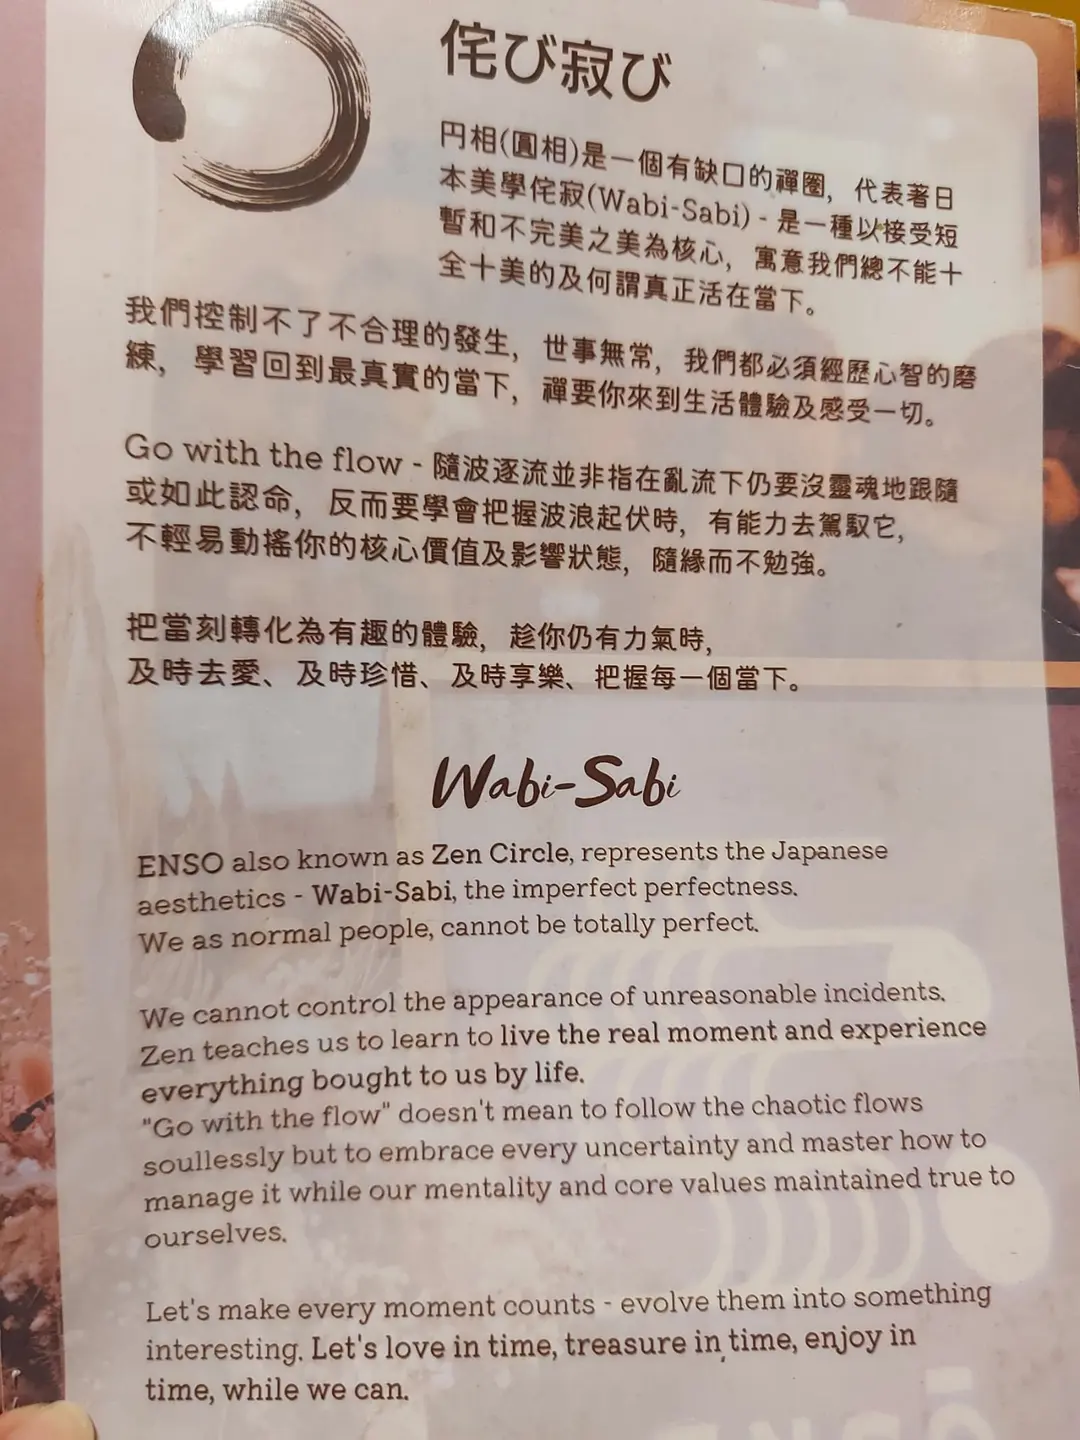 侘び寂び
円相(圓相)是一個有缺口的禪圈，代表著日
本美學侘寂(Wabi-Sabi) - 是一種以接受短
暫和不完美之美為核心，寓意我們總不能十
全十美的及何謂真正活在當下。
我們控制不了不合理的發生，世事無常，我們都必須經歷心智的磨
練，學習回到最真實的當下，禪要你來到生活體驗及感受一切。
Go with the flow - 隨波逐流並非指在亂流下仍要沒靈魂地跟隨
或如此認命，反而要學會把握波浪起伏時，有能力去駕馭它，
不輕易動搖你的核心價值及影響狀態，隨緣而不勉強。
把當刻轉化為有趣的體驗，趁你仍有力氣時，
及時去愛、及時珍惜、及時享樂、把握每一個當下。
Wabi-Sabi
ENSO also known as Zen Circle, represents the Japanese
aesthetics - Wabi-Sabi, the imperfect perfectness.
We as normal people, cannot be totally perfect.
We cannot control the appearance of unreasonable incidents.
Zen teaches us to learn to live the real moment and experience
everything bought to us by life.
"Go with the flow" doesn't mean to follow the chaotic flows
soullessly but to embrace every uncertainty and master how to
manage it while our mentality and core values maintained true to
ourselves.
Let's make every moment counts - evolve them into something
interesting. Let's love in time, treasure in time, enjoy in
time, while we can.